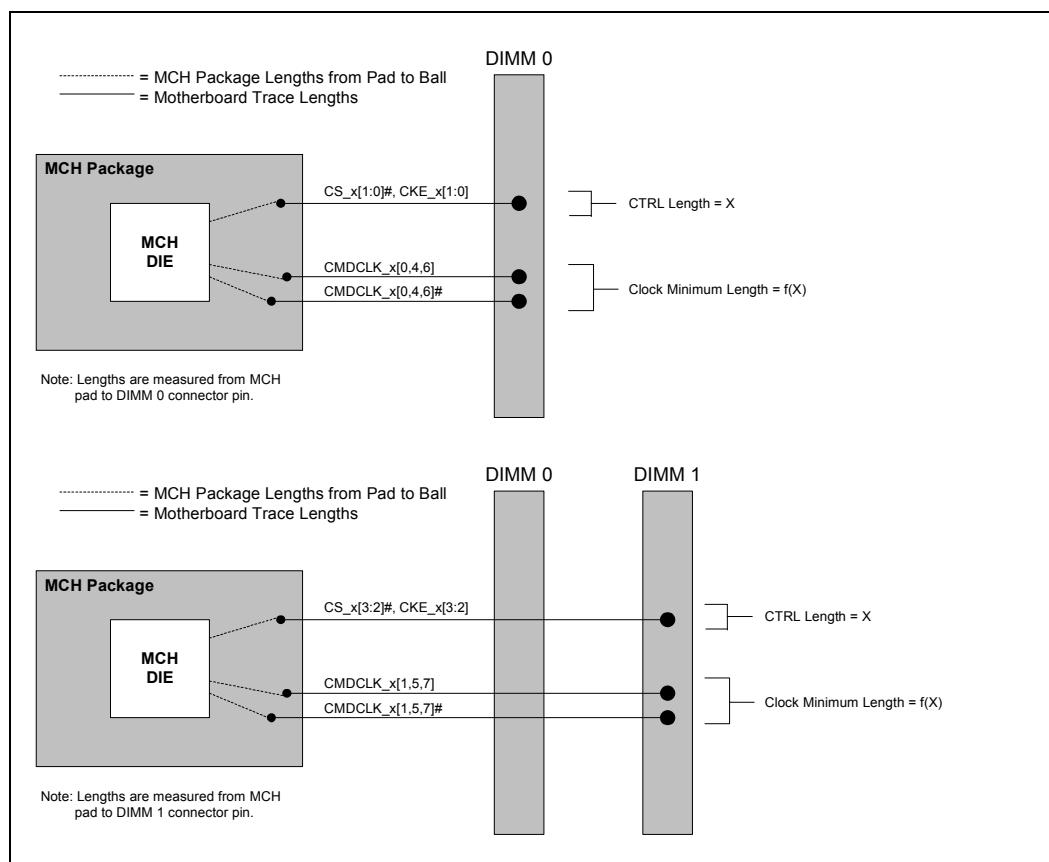 DIMM 0
= MCH Package Lengths from Pad to Ball
= Motherboard Trace Lengths
MCH Package
CS_x[1:0]#, CKE_x[1:0]
CTRL Length = X
MCH
DIE
CMDCLK_x[0,4,6]
Clock Minimum Length = f(X)
CMDCLK_x[0,4,6]#
Note: Lengths are measured from MCH
pad to DIMM 0 connector pin.
DIMM 0
DIMM 1
= MCH Package Lengths from Pad to Ball
= Motherboard Trace Lengths
MCH Package
CS_x[3:2]#, CKE_x[3:2]
CTRL Length = X
MCH
DIE
CMDCLK_x[1,5,7]
Clock Minimum Length = f(X)
CMDCLK_x[1,5,7]#
Note: Lengths are measured from MCH
pad to DIMM 1 connector pin.